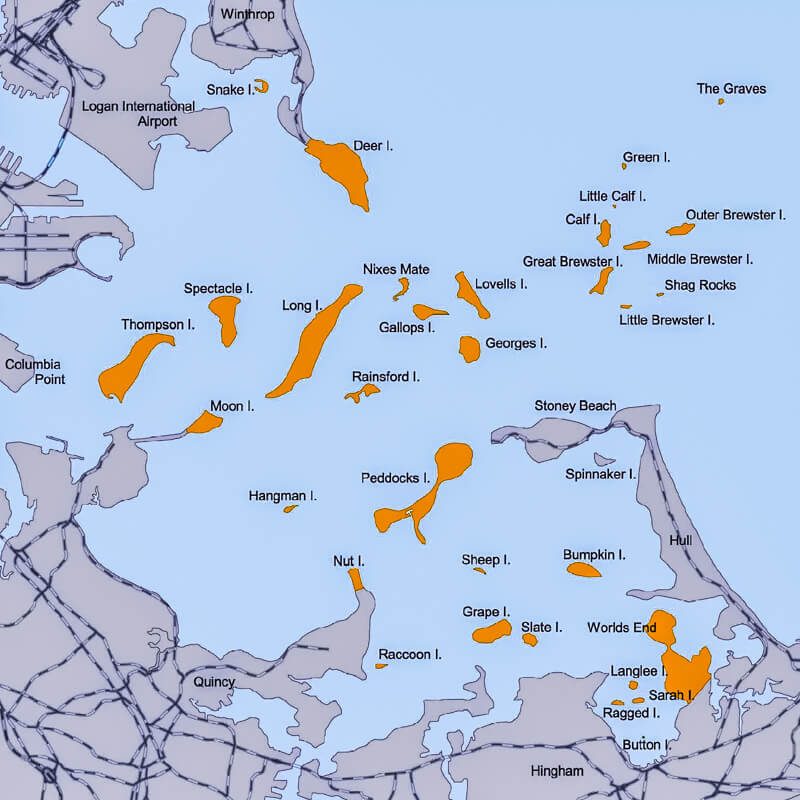 Winthrop
Snake I.
The Graves
Logan International
Airport
Deer I.
Green I.
Little Calf I.
Calf I.
Outer Brewster I.
Great Brewster I.
Middle Brewster I.
Nixes Mate
Spectacle I.
Lovells I.
Shag Rocks
Long I.
Thompson I.
Gallops I.
Little Brewster I.
Georges I.
Columbia
Point
Rainsford I.
Moon I.
Stoney Beach
Peddocks I.
Spinnaker I.
Hangman I.
Hull
Nut I.
Sheep I.
Bumpkin I.
Grape I.
Slate I.
Worlds End
Raccoon I.
Langlee I.
Quincy
Sarah I.
Ragged I.
Button I.
Hingham